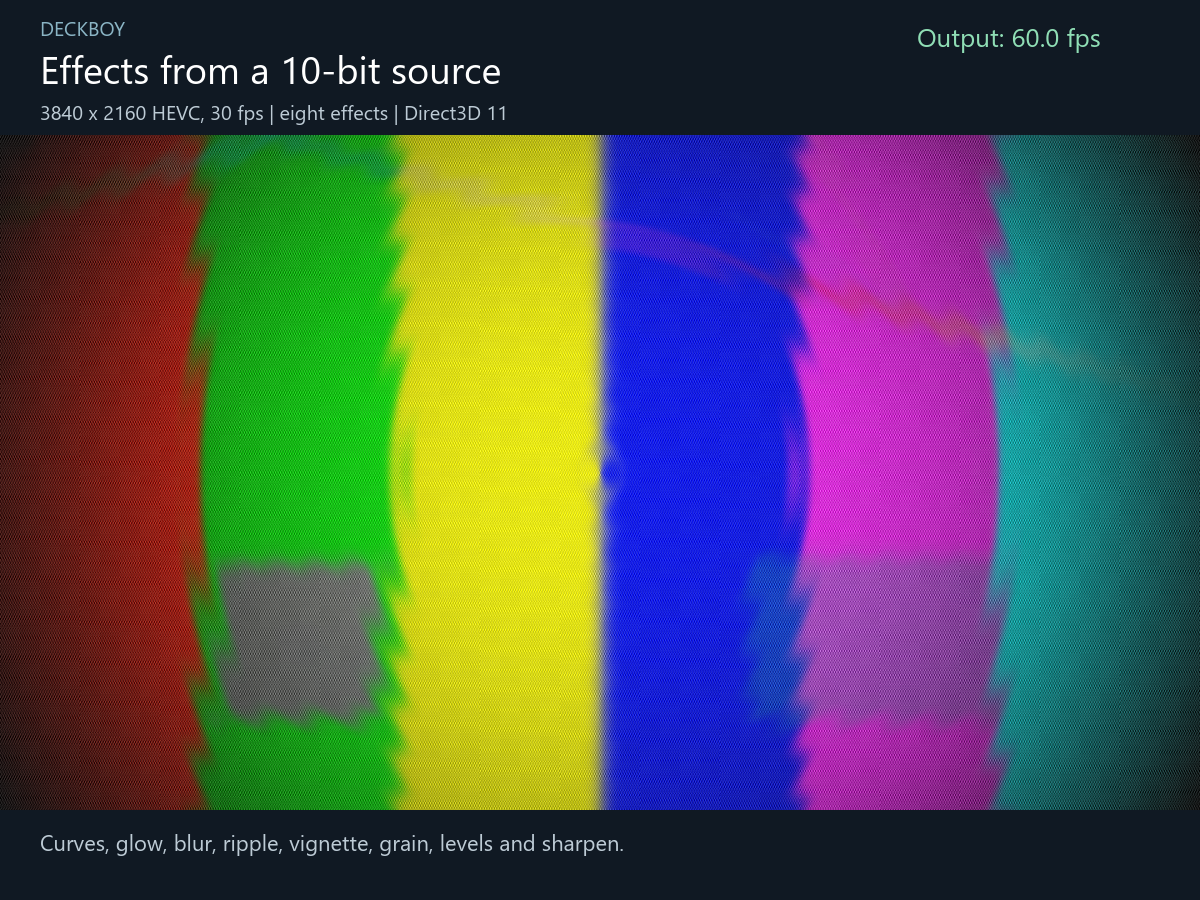 DECKBOY
Output: 60.0 fps
Effects from a 10-bit source
3840 x 2160 HEVC, 30 fps | eight effects | Direct3D 11
Curves, glow, blur, ripple, vignette, grain, levels and sharpen.